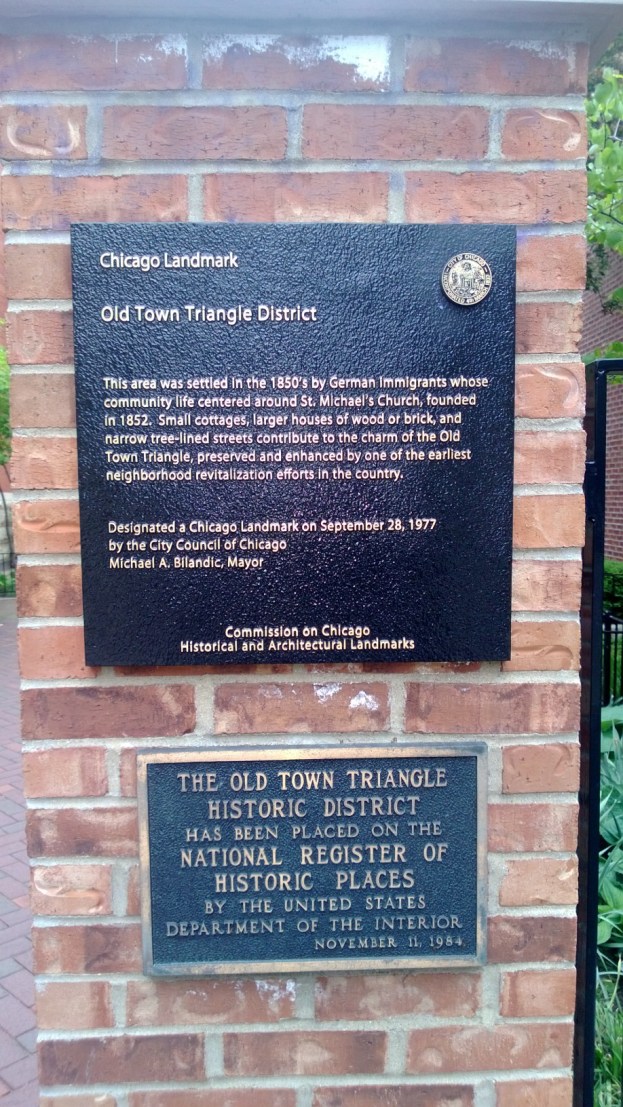 Chicago Landmark
CITY OF CHICAGO
Old Town Triangle District
This area was settled in the 1850's by German Immigrants whose
community life centered around St. Michael's Church, founded
in 1852. Small cottages, larger houses of wood or brick, and
narrow tree-lined streets contribute to the charm of the Old
Town Triangle, preserved and enhanced by one of the earliest
neighborhood revitalization efforts in the country.
Designated a Chicago Landmark on September 28, 1977
by the City Council of Chicago
Michael A. Bilandic, Mayor
Commission on Chicago
Historical and Architectural Landmarks
THE OLD TOWN TRIANGLE
HISTORIC DISTRICT
HAS BEEN PLACED ON THE
NATIONAL REGISTER OF
HISTORIC PLACES
BY THE UNITED STATES
DEPARTMENT OF THE INTERIOR
NOVEMBER 11, 1984